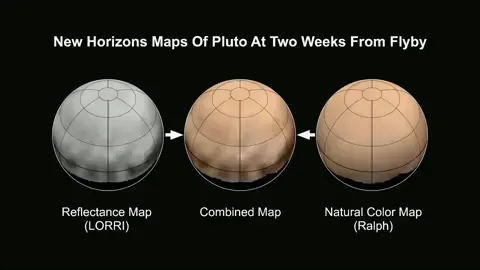 New Horizons Maps Of Pluto At Two Weeks From Flyby
Reflectance Map
(LORRI)
Combined Map
Natural Color Map
(Ralph)